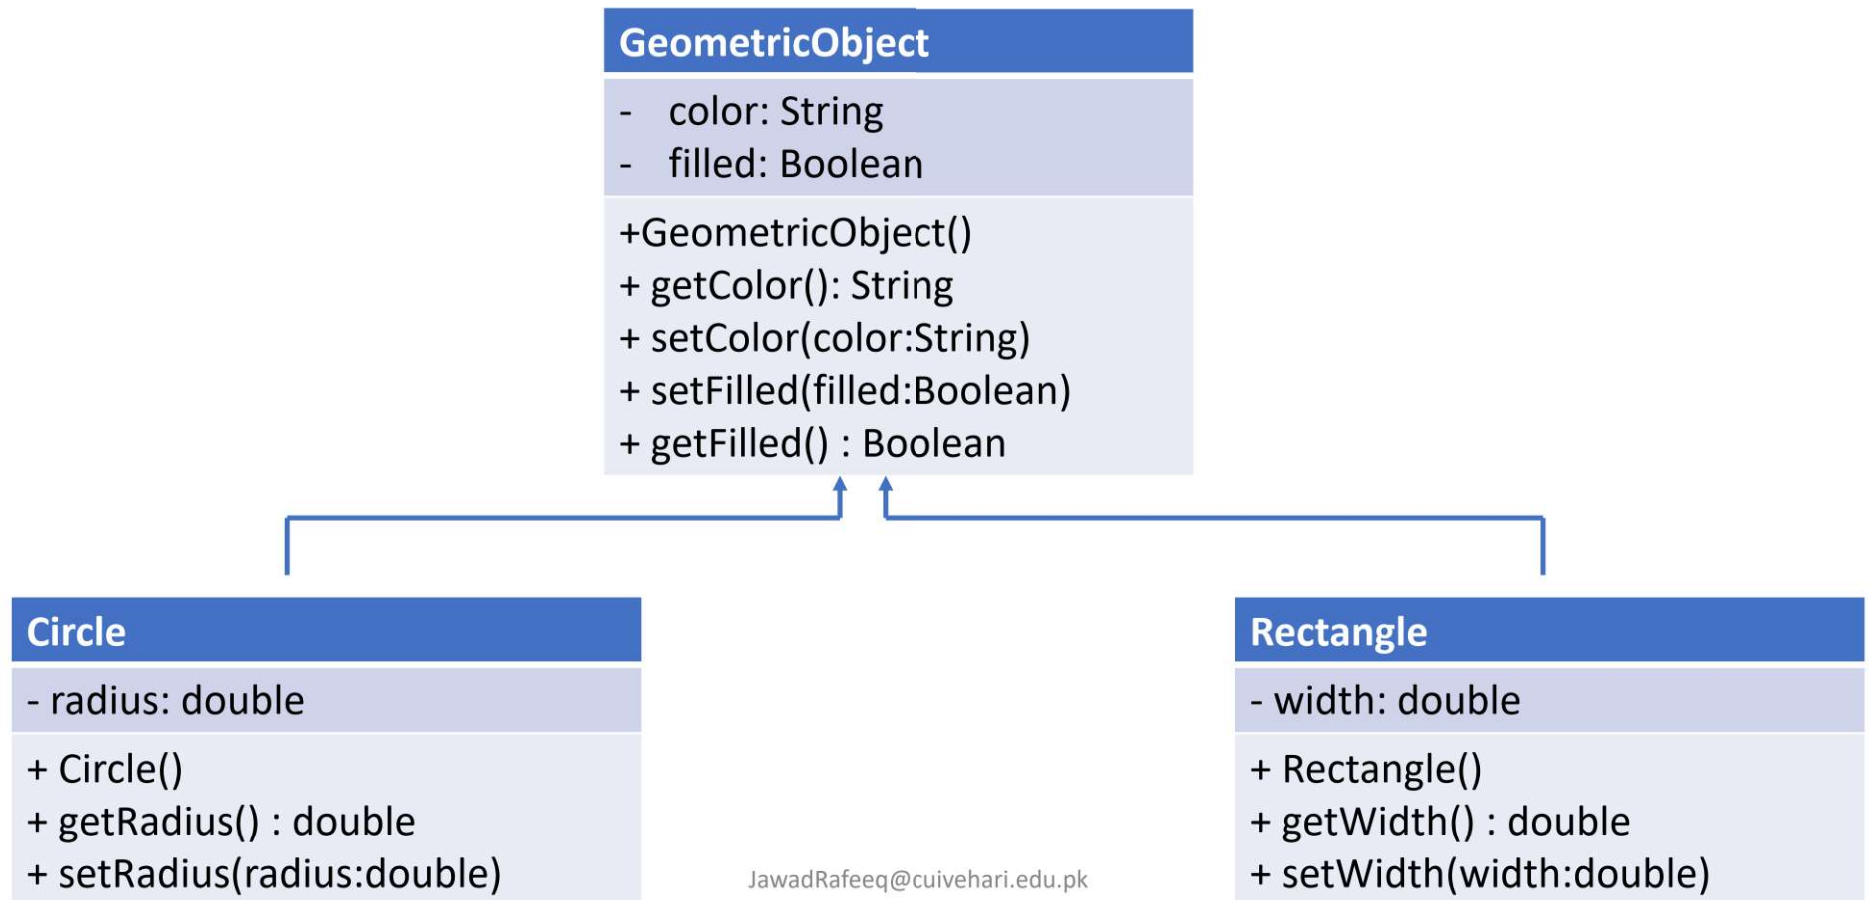 GeometricObject
- color: String
- filled: Boolean
+GeometricObject()
+ getColor(): String
+ setColor(color:String)
+ setFilled(filled:Boolean)
+ getFilled() : Boolean
Circle
- radius: double
+ Circle()
+ getRadius() : double
+ setRadius(radius:double)
Rectangle
- width: double
+ Rectangle()
+ getWidth() : double
+ setWidth(width:double)
JawadRafeeq@cuivehari.edu.pk